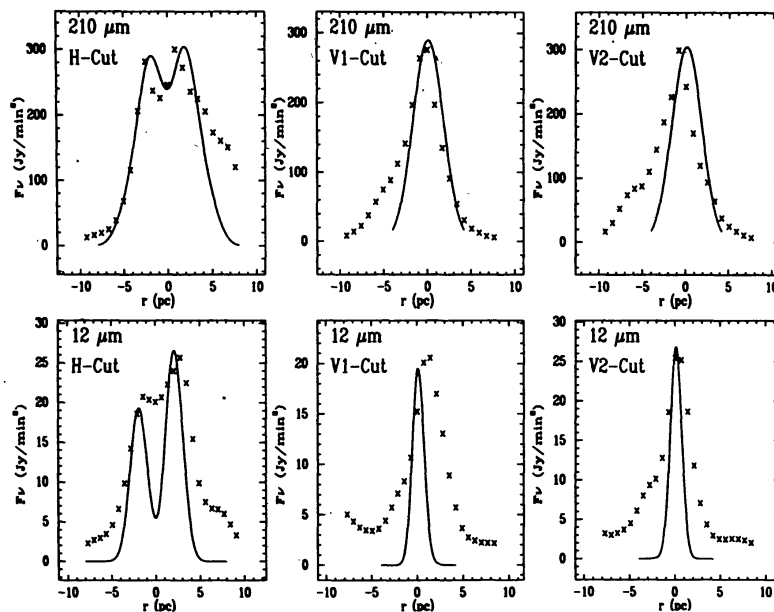 210 μm
H-Cut
Fν (Jy/min²)
300
200
100
0
-10 -5 0 5 10
r (pc)
210 μm
V1-Cut
Fν (Jy/min²)
300
200
100
0
-10 -5 0 5 10
r (pc)
210 μm
V2-Cut
Fν (Jy/min²)
300
200
100
0
-10 -5 0 5 10
r (pc)
12 μm
H-Cut
Fν (Jy/min²)
30
25
20
15
10
5
0
-10 -5 0 5 10
r (pc)
12 μm
V1-Cut
Fν (Jy/min²)
20
15
10
5
0
-10 -5 0 5 10
r (pc)
12 μm
V2-Cut
Fν (Jy/min²)
30
25
20
15
10
5
0
-10 -5 0 5 10
r (pc)